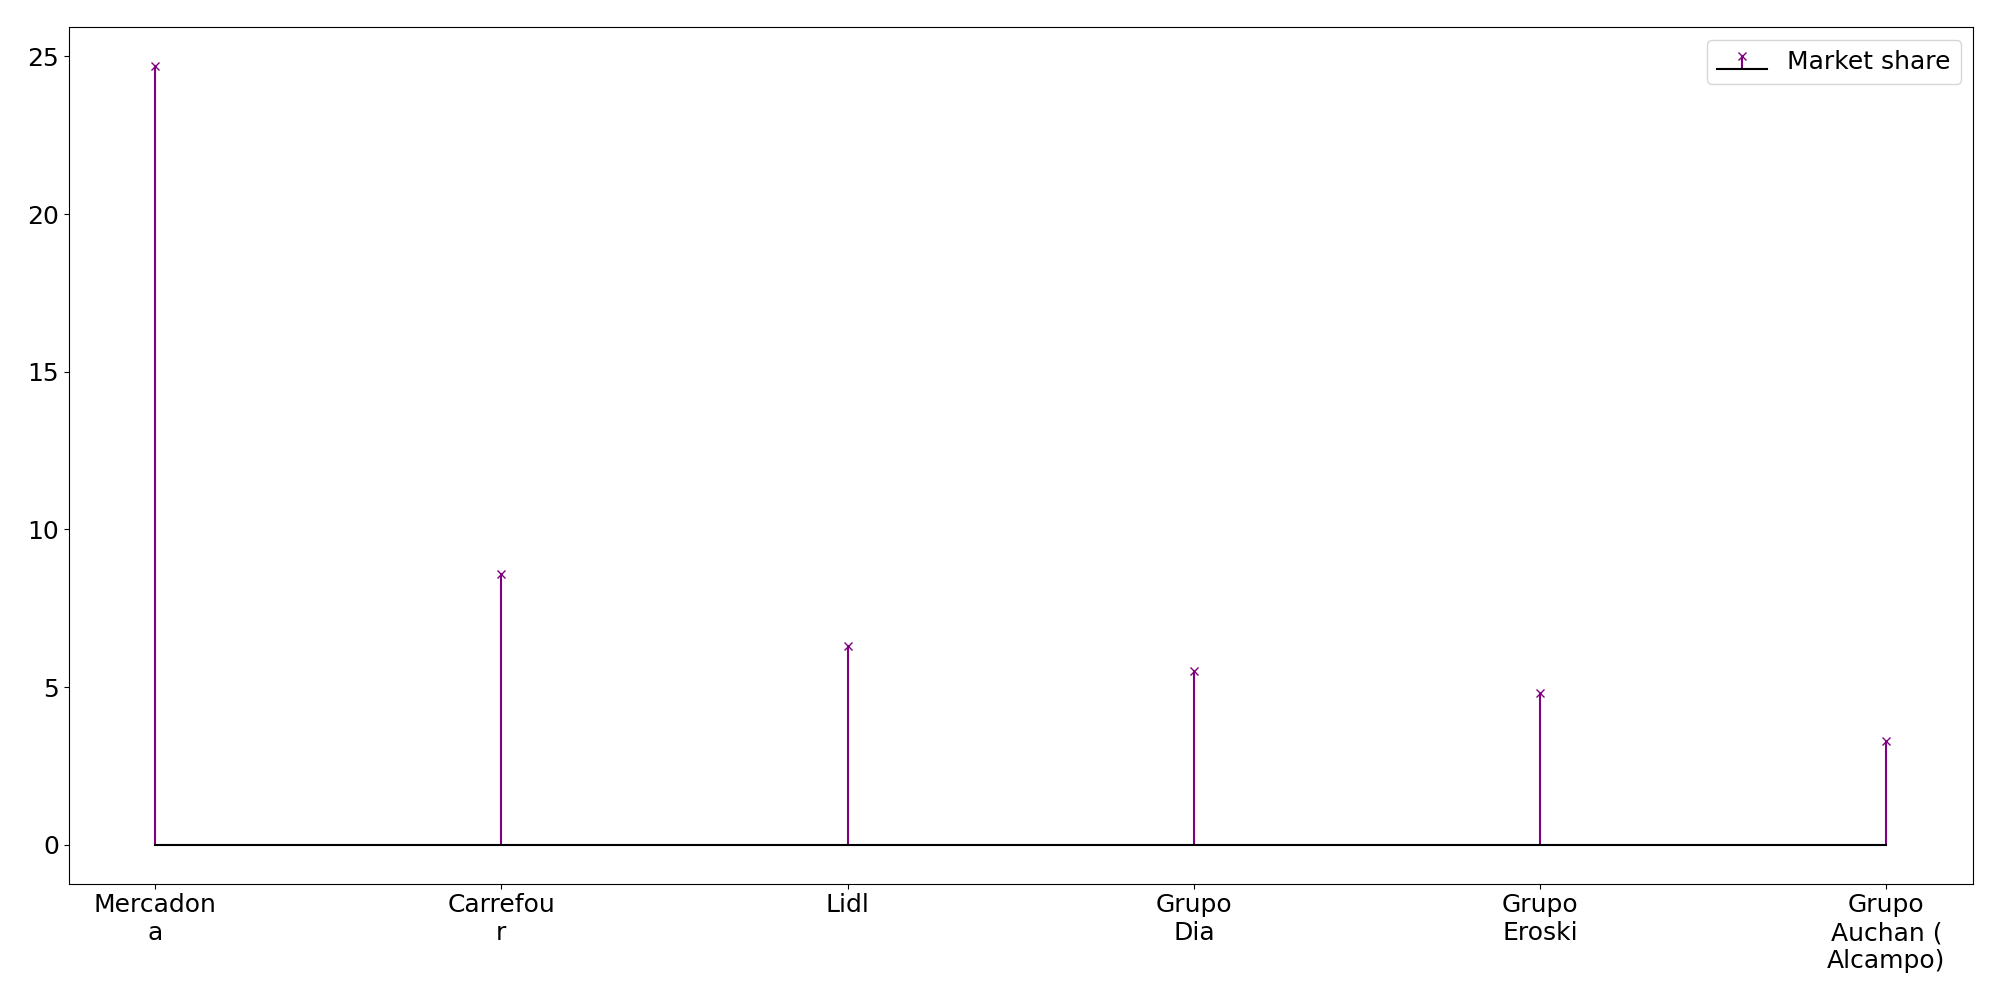 25
20
15
10
5
0
Market share
Mercadon
a
Carrefou
r
Lidl
Grupo
Dia
Grupo
Eroski
Grupo
Auchan (
Alcampo)